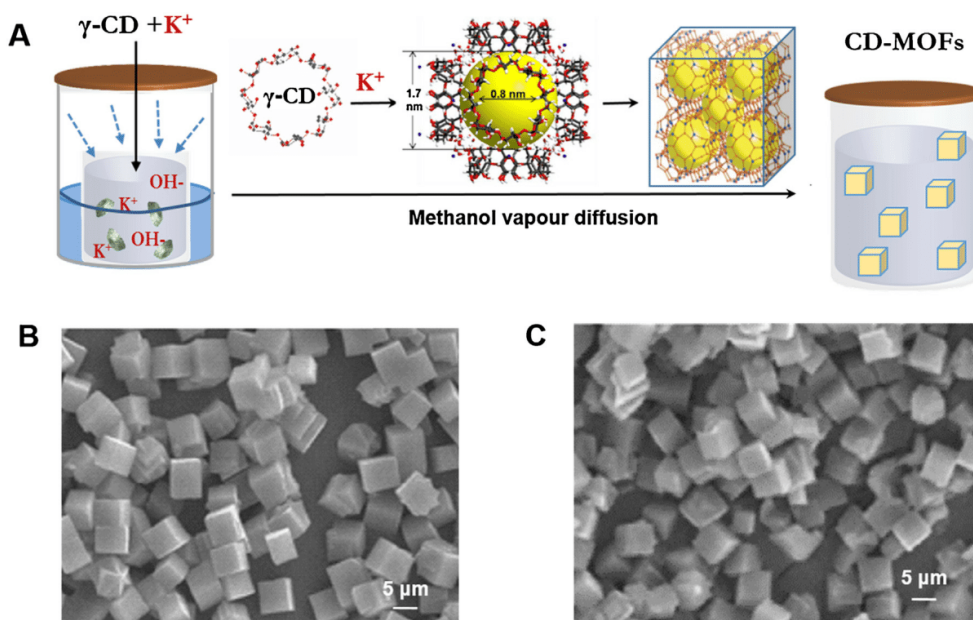 A
γ-CD +K⁺
OH-
K⁺
OH-
K⁺
γ-CD
K⁺
1.7
nm
0.8 nm
CD-MOFs
Methanol vapour diffusion
B
5 µm
C
5 µm